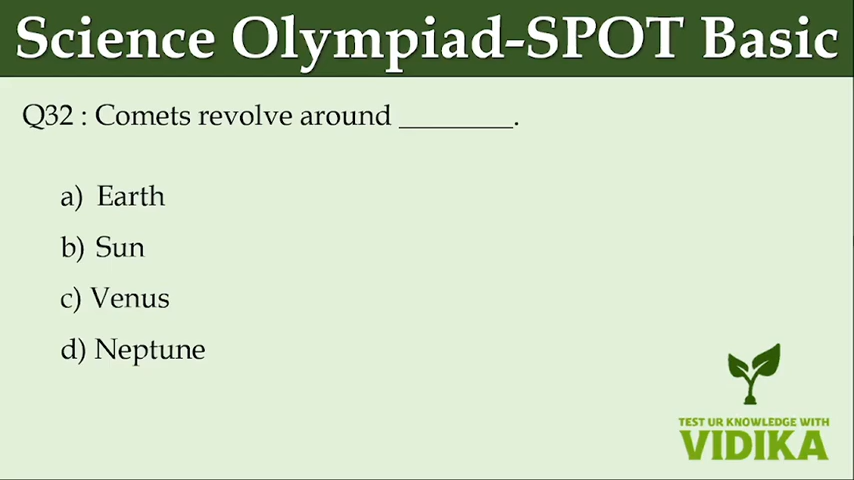 Science Olympiad-SPOT Basic
Q32 : Comets revolve around ________.
a) Earth
b) Sun
c) Venus
d) Neptune
TEST UR KNOWLEDGE WITH
VIDIKA